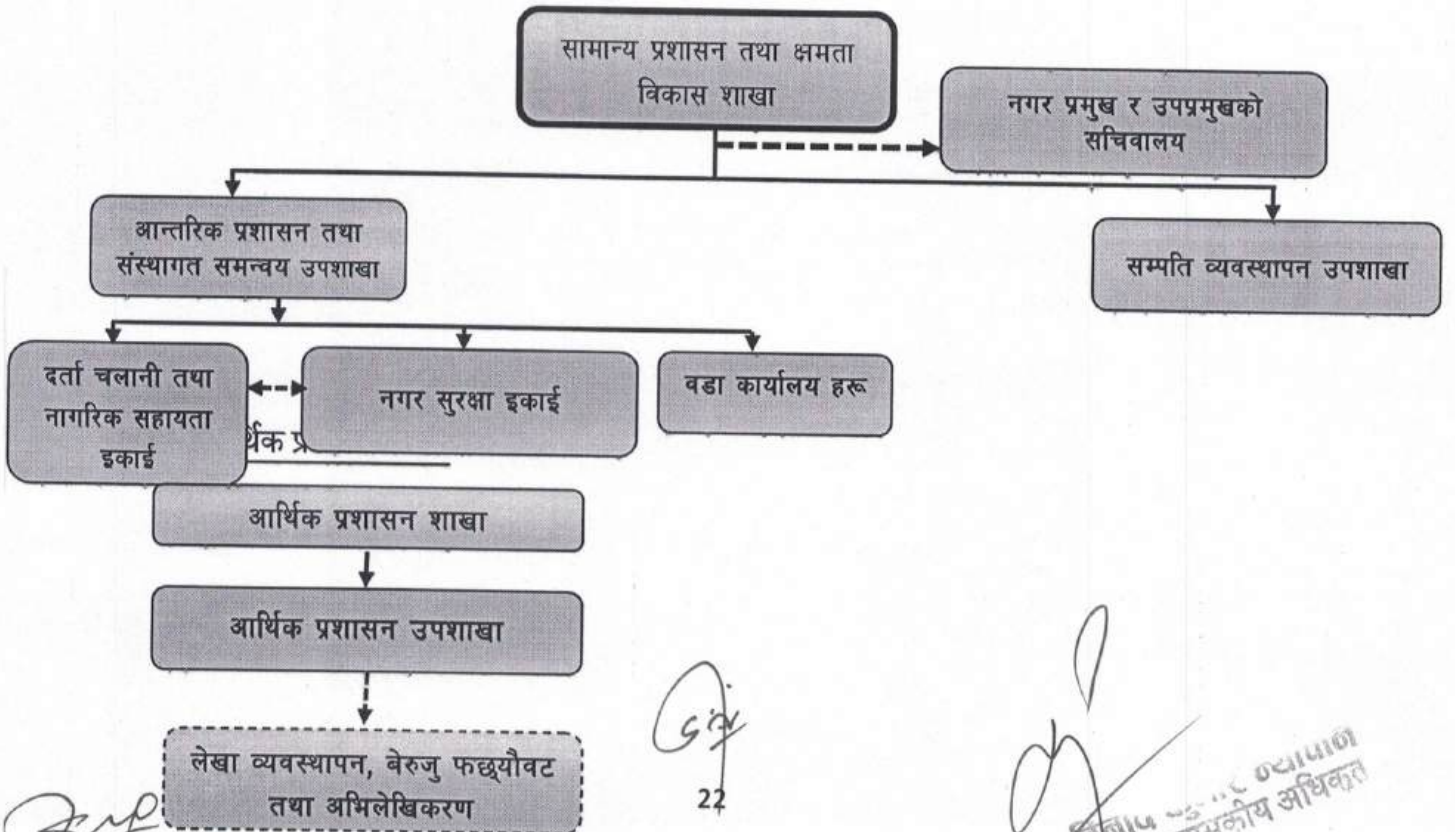 सामान्य प्रशासन तथा क्षमता
विकास शाखा
नगर प्रमुख र उपप्रमुखको
सचिवालय
आन्तरिक प्रशासन तथा
संस्थागत समन्वय उपशाखा
सम्पति व्यवस्थापन उपशाखा
दर्ता चलानी तथा
नागरिक सहायता
इकाई
नगर सुरक्षा इकाई
वडा कार्यालय हरू
र्थिक प्र
आर्थिक प्रशासन शाखा
आर्थिक प्रशासन उपशाखा
लेखा व्यवस्थापन, बेरुजु फछ्यौवट
तथा अभिलेखिकरण
22
अधिकृत